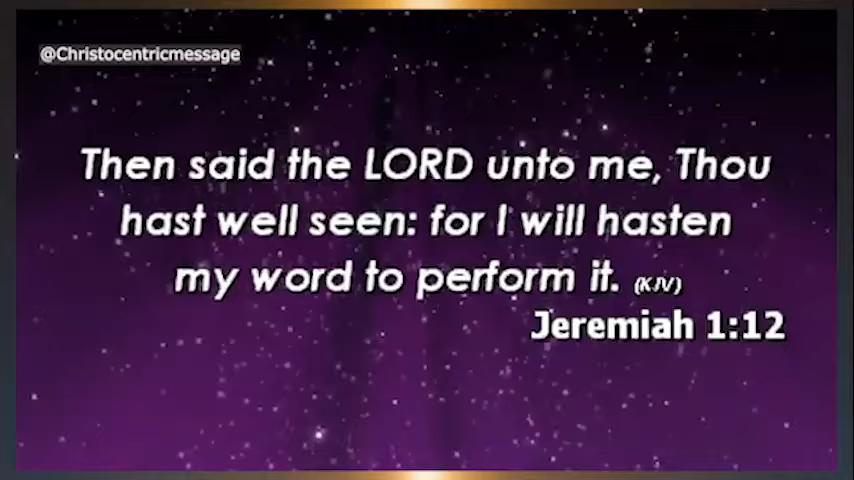 @Christocentricmessage
Then said the LORD unto me, Thou
hast well seen: for I will hasten
my word to perform it. (KJV)
Jeremiah 1:12